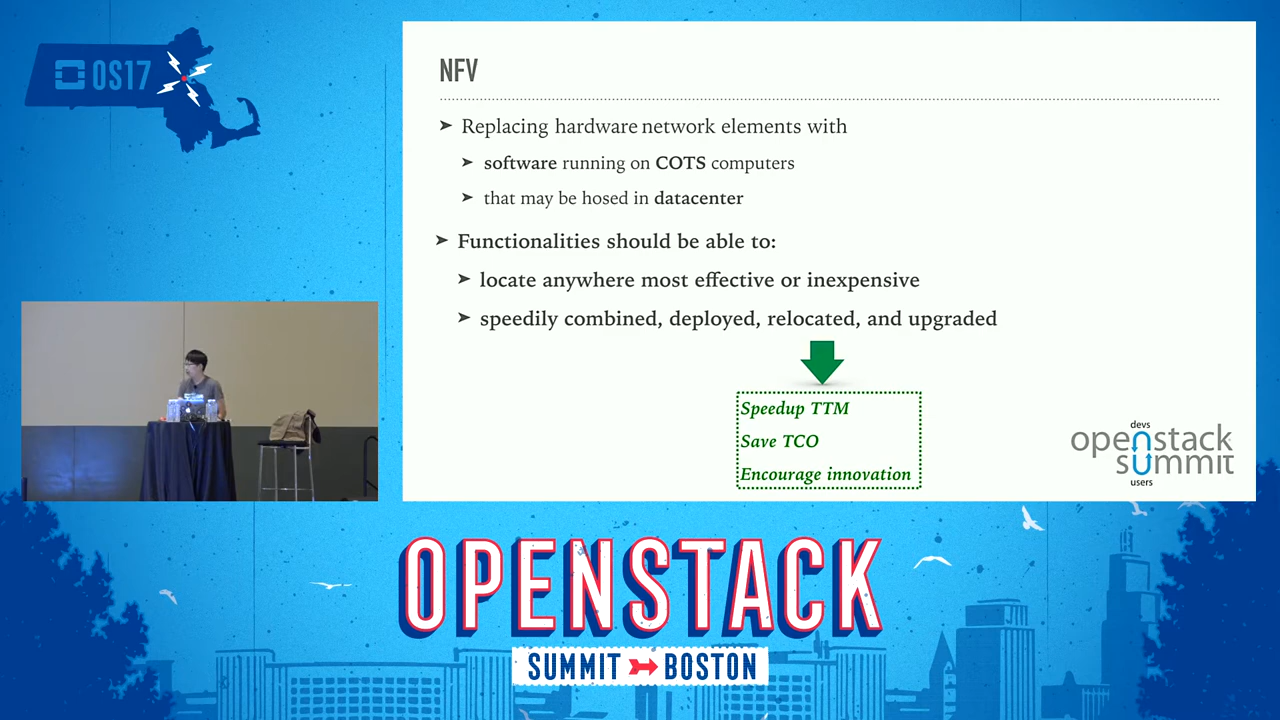 OS17
NFV
➤ Replacing hardware network elements with
➤ software running on COTS computers
➤ that may be hosed in datacenter
➤ Functionalities should be able to:
➤ locate anywhere most effective or inexpensive
➤ speedily combined, deployed, relocated, and upgraded
Speedup TTM
Save TCO
Encourage innovation
devs
openstack
summit
users
OPENSTACK
SUMMIT BOSTON